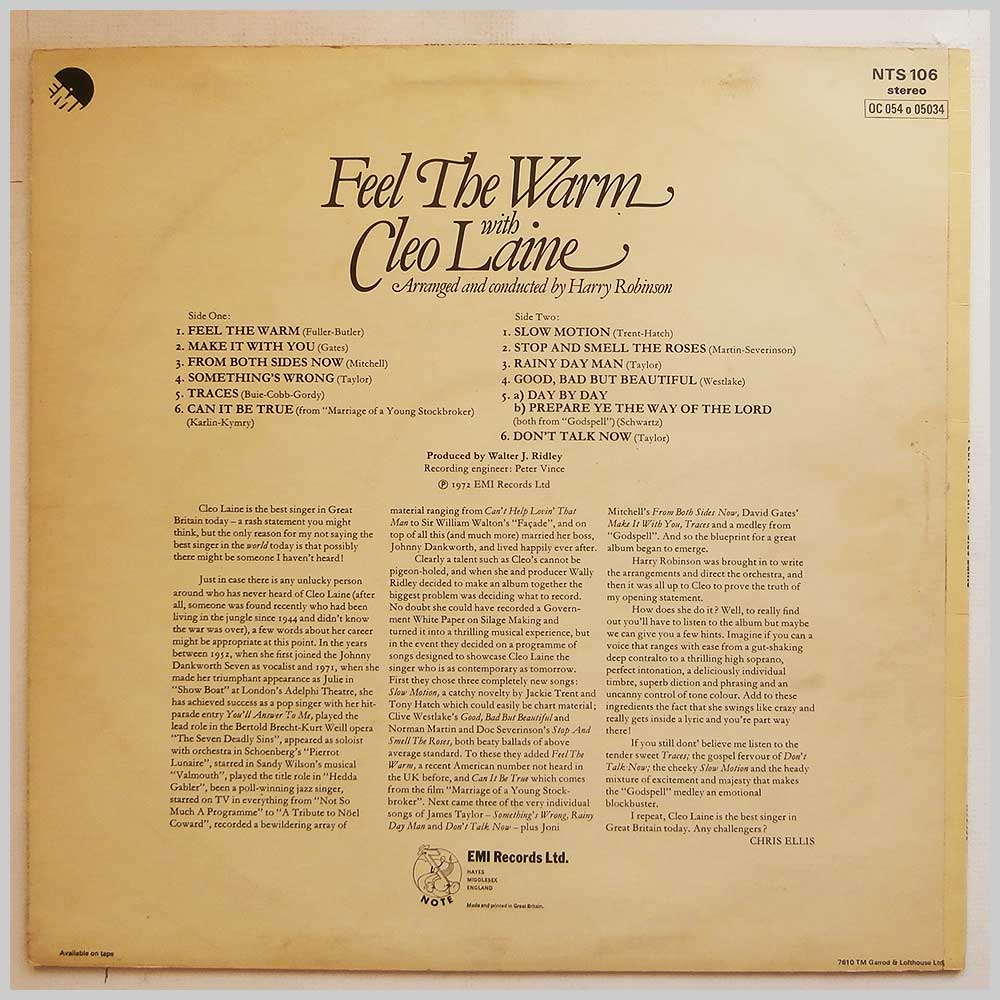 EMI
NTS 106
stereo
OC 054 o 05034
Feel The Warm
with
Cleo Laine
Arranged and conducted by Harry Robinson
Side One:
1. FEEL THE WARM (Fuller-Butler)
2. MAKE IT WITH YOU (Gates)
3. FROM BOTH SIDES NOW (Mitchell)
4. SOMETHING'S WRONG (Taylor)
5. TRACES (Buie-Cobb-Gordy)
6. CAN IT BE TRUE (from "Marriage of a Young Stockbroker)
(Karlin-Kymry)
Side Two:
1. SLOW MOTION (Trent-Hatch)
2. STOP AND SMELL THE ROSES (Martin-Severinson)
3. RAINY DAY MAN (Taylor)
4. GOOD, BAD BUT BEAUTIFUL (Westlake)
5. a) DAY BY DAY
b) PREPARE YE THE WAY OF THE LORD
(both from "Godspell") (Schwartz)
6. DON'T TALK NOW (Taylor)
Produced by Walter J. Ridley
Recording engineer: Peter Vince
Ⓟ 1972 EMI Records Ltd
Cleo Laine is the best singer in Great
Britain today – a rash statement you might
think, but the only reason for my not saying the
best singer in the world today is that possibly
there might be someone I haven't heard!
Just in case there is any unlucky person
around who has never heard of Cleo Laine (after
all, someone was found recently who had been
living in the jungle since 1944 and didn't know
the war was over), a few words about her career
might be appropriate at this point. In the years
between 1952, when she first joined the Johnny
Dankworth Seven as vocalist and 1971, when she
made her triumphant appearance as Julie in
"Show Boat" at London's Adelphi Theatre, she
has achieved success as a pop singer with her hit-
parade entry You'll Answer To Me, played the
lead role in the Bertold Brecht-Kurt Weill opera
"The Seven Deadly Sins", appeared as soloist
with orchestra in Schoenberg's "Pierrot
Lunaire", starred in Sandy Wilson's musical
"Valmouth", played the title role in "Hedda
Gabler", been a poll-winning jazz singer,
starred on TV in everything from "Not So
Much A Programme" to "A Tribute to Nöel
Coward", recorded a bewildering array of
material ranging from Can't Help Lovin' That
Man to Sir William Walton's "Façade", and on
top of all this (and much more) married her boss,
Johnny Dankworth, and lived happily ever after.
Clearly a talent such as Cleo's cannot be
pigeon-holed, and when she and producer Wally
Ridley decided to make an album together the
biggest problem was deciding what to record.
No doubt she could have recorded a Govern-
ment White Paper on Silage Making and
turned it into a thrilling musical experience, but
in the event they decided on a programme of
songs designed to showcase Cleo Laine the
singer who is as contemporary as tomorrow.
First they chose three completely new songs:
Slow Motion, a catchy novelty by Jackie Trent and
Tony Hatch which could easily be chart material;
Clive Westlake's Good, Bad But Beautiful and
Norman Martin and Doc Severinson's Stop And
Smell The Roses, both beaty ballads of above
average standard. To these they added Feel The
Warm, a recent American number not heard in
the UK before, and Can It Be True which comes
from the film "Marriage of a Young Stock-
broker". Next came three of the very individual
songs of James Taylor – Something's Wrong, Rainy
Day Man and Don't Talk Now – plus Joni
Mitchell's From Both Sides Now, David Gates'
Make It With You, Traces and a medley from
"Godspell". And so the blueprint for a great
album began to emerge.
Harry Robinson was brought in to write
the arrangements and direct the orchestra, and
then it was all up to Cleo to prove the truth of
my opening statement.
How does she do it? Well, to really find
out you'll have to listen to the album but maybe
we can give you a few hints. Imagine if you can a
voice that ranges with ease from a gut-shaking
deep contralto to a thrilling high soprano,
perfect intonation, a deliciously individual
timbre, superb diction and phrasing and an
uncanny control of tone colour. Add to these
ingredients the fact that she swings like crazy and
really gets inside a lyric and you're part way
there!
If you still dont' believe me listen to the
tender sweet Traces; the gospel fervour of Don't
Talk Now; the cheeky Slow Motion and the heady
mixture of excitement and majesty that makes
the "Godspell" medley an emotional
blockbuster.
I repeat, Cleo Laine is the best singer in
Great Britain today. Any challengers?
CHRIS ELLIS
NOTE
EMI Records Ltd.
HAYES
MIDDLESEX
ENGLAND
Made and printed in Great Britain.
Available on tape
7610 TM Garrod & Lofthouse Ltd.